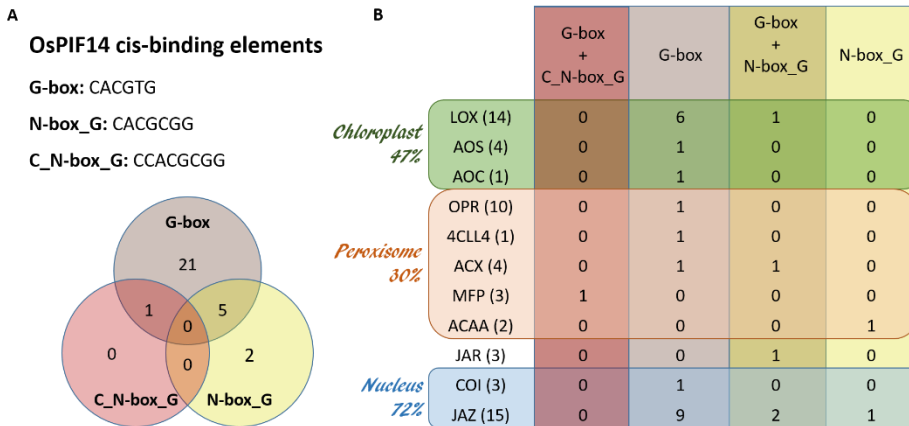 A
OsPIF14 cis-binding elements
G-box: CACGTG
N-box_G: CACGCGG
C_N-box_G: CCACGCGG
G-box
21
1
0
5
0
0
2
C_N-box_G
N-box_G
B
G-box + C_N-box_G
G-box
G-box + N-box_G
N-box_G
Chloroplast 47%
LOX (14) 0 6 1 0
AOS (4) 0 1 0 0
AOC (1) 0 1 0 0
Peroxisome 30%
OPR (10) 0 1 0 0
4CLL4 (1) 0 1 0 0
ACX (4) 0 1 1 0
MFP (3) 1 0 0 0
ACAA (2) 0 0 0 1
JAR (3) 0 0 1 0
Nucleus 72%
COI (3) 0 1 0 0
JAZ (15) 0 9 2 1